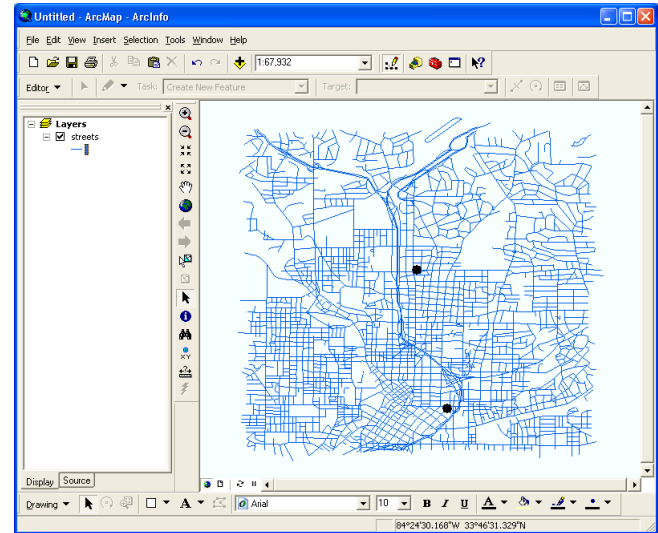 Untitled - ArcMap - ArcInfo
File Edit View Insert Selection Tools Window Help
1:67,932
Editor Task: Create New Feature Target:
Layers
streets
XY
Display Source
Drawing A Arial 10 B I U A
84°24'30.168"W 33°46'31.329"N